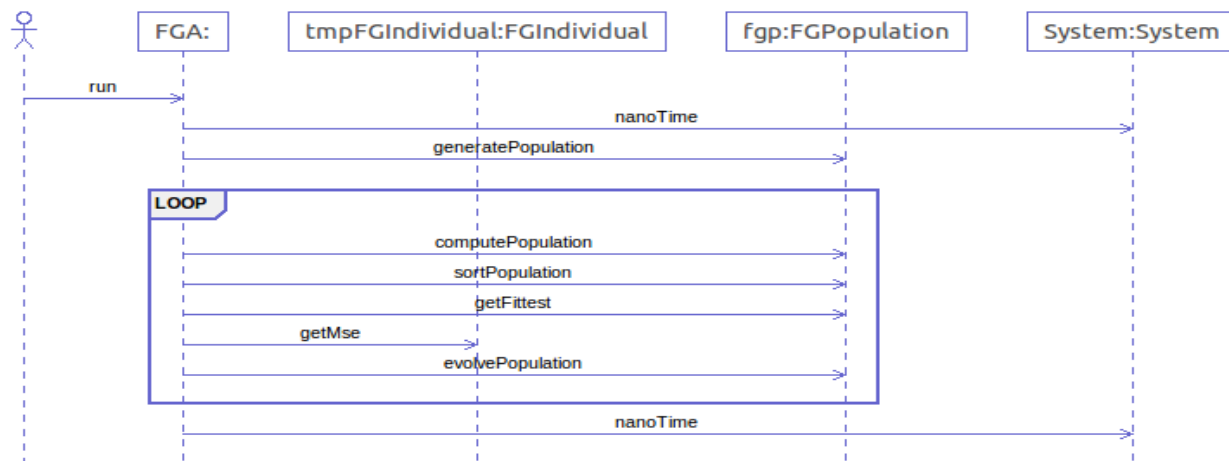 FGA:
tmpFGIndividual:FGIndividual
fgp:FGPopulation
System:System
run
nanoTime
generatePopulation
LOOP
computePopulation
sortPopulation
getFittest
getMse
evolvePopulation
nanoTime